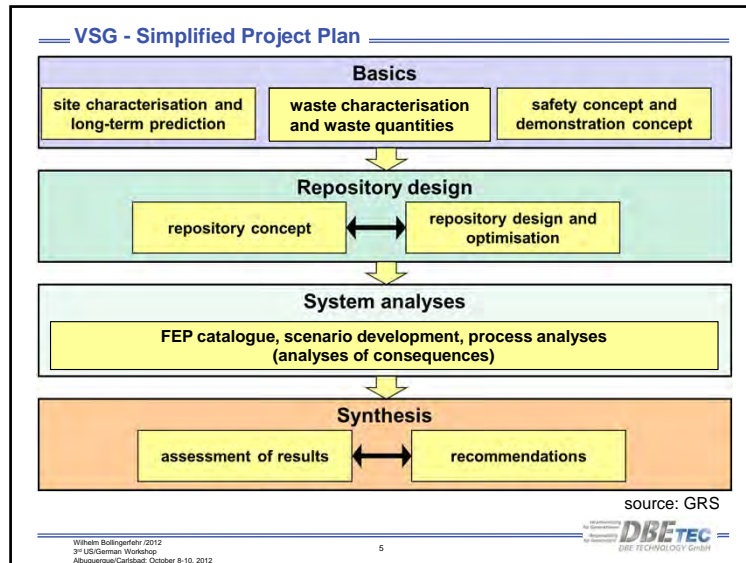 VSG - Simplified Project Plan
Basics
site characterisation and
long-term prediction
waste characterisation
and waste quantities
safety concept and
demonstration concept
Repository design
repository concept
repository design and
optimisation
System analyses
FEP catalogue, scenario development, process analyses
(analyses of consequences)
Synthesis
assessment of results
recommendations
source: GRS
Wilhelm Bollingerfehr /2012
3rd US/German Workshop
Albuquerque/Carlsbad; October 8-10, 2012
5
DBETEC
DBE TECHNOLOGY GmbH